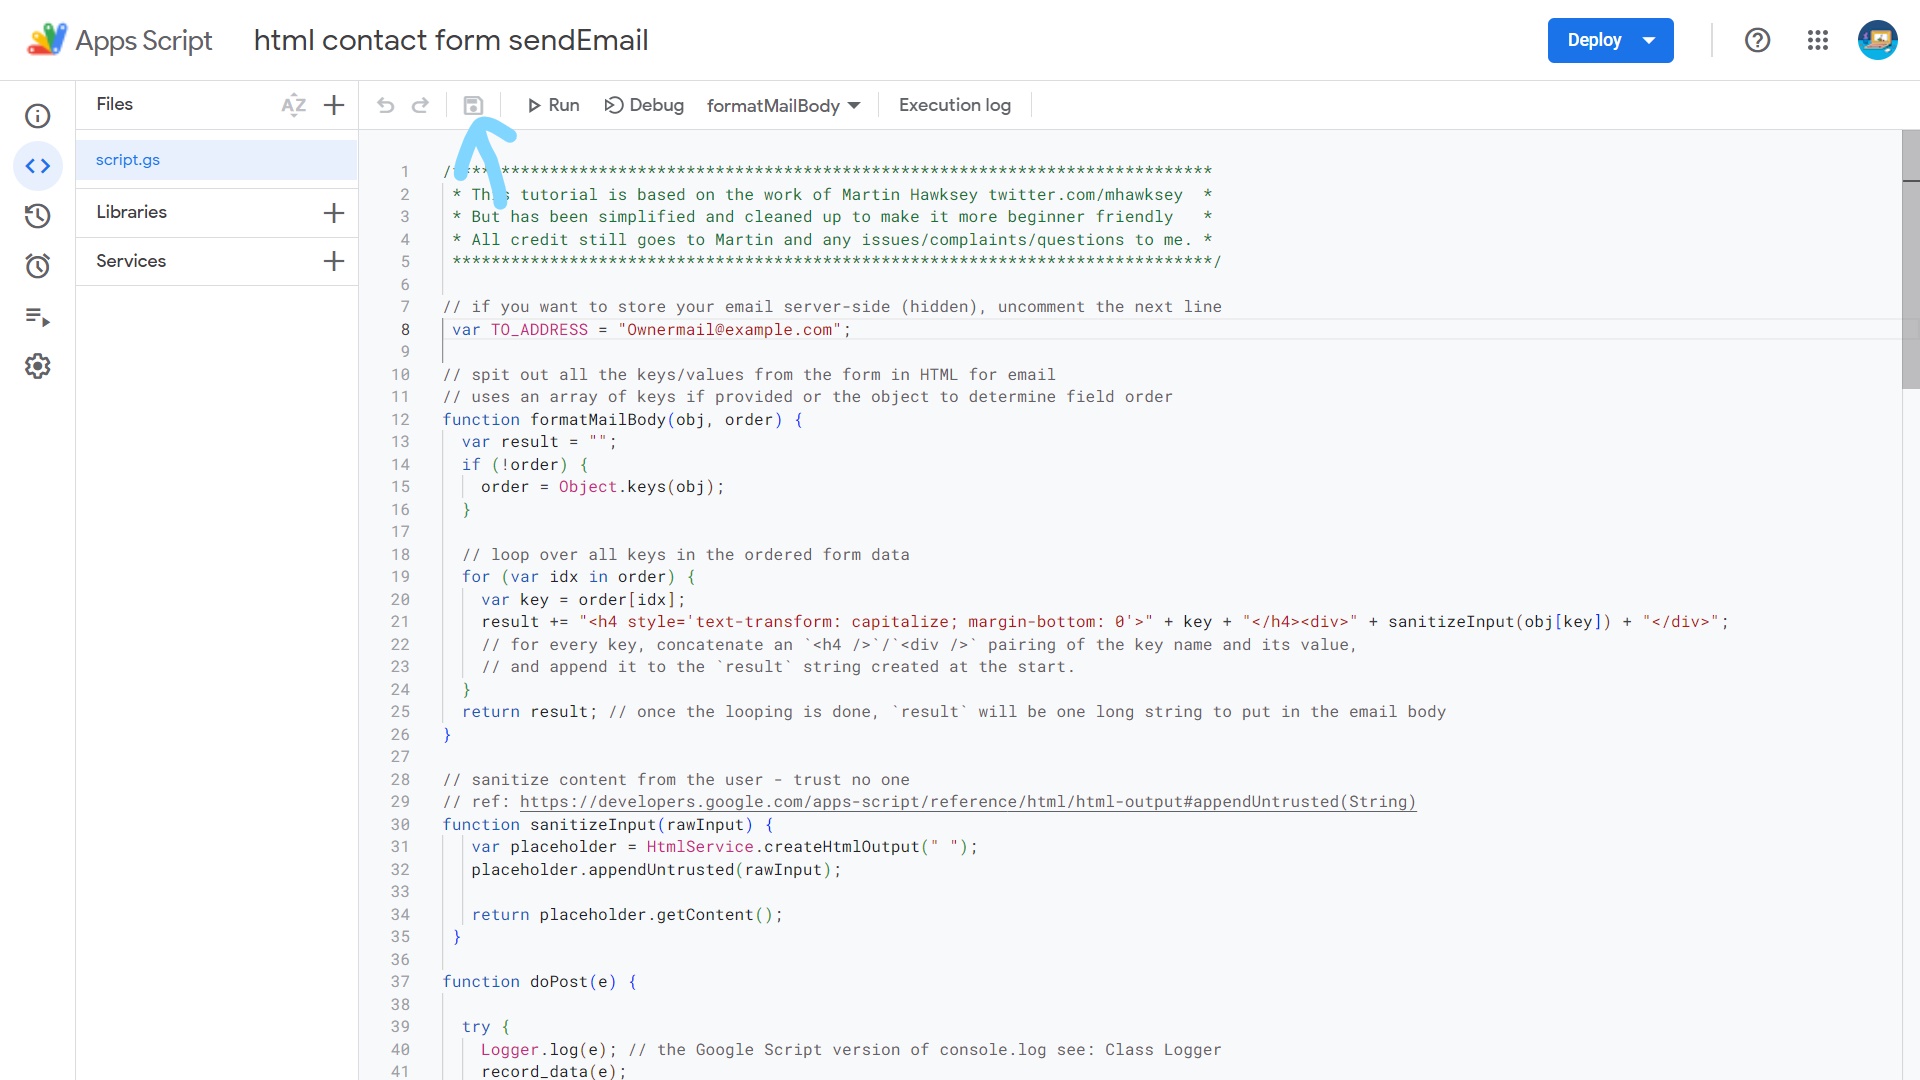 Apps Script html contact form sendEmail Deploy
Files AZ Run Debug formatMailBody Execution log
script.gs
Libraries
Services
1 /**********************************************************************
2 * This tutorial is based on the work of Martin Hawksey twitter.com/mhawksey *
3 * But has been simplified and cleaned up to make it more beginner friendly *
4 * All credit still goes to Martin and any issues/complaints/questions to me. *
5 ******************************************************************************/
6
7 // if you want to store your email server-side (hidden), uncomment the next line
8 var TO_ADDRESS = "Ownermail@example.com";
9
10 // spit out all the keys/values from the form in HTML for email
11 // uses an array of keys if provided or the object to determine field order
12 function formatMailBody(obj, order) {
13 var result = "";
14 if (!order) {
15 order = Object.keys(obj);
16 }
17
18 // loop over all keys in the ordered form data
19 for (var idx in order) {
20 var key = order[idx];
21 result += "<h4 style='text-transform: capitalize; margin-bottom: 0'>" + key + "</h4><div>" + sanitizeInput(obj[key]) + "</div>";
22 // for every key, concatenate an `<h4 />`/`<div />` pairing of the key name and its value,
23 // and append it to the `result` string created at the start.
24 }
25 return result; // once the looping is done, `result` will be one long string to put in the email body
26 }
27
28 // sanitize content from the user - trust no one
29 // ref: https://developers.google.com/apps-script/reference/html/html-output#appendUntrusted(String)
30 function sanitizeInput(rawInput) {
31 var placeholder = HtmlService.createHtmlOutput(" ");
32 placeholder.appendUntrusted(rawInput);
33
34 return placeholder.getContent();
35 }
36
37 function doPost(e) {
38
39 try {
40 Logger.log(e); // the Google Script version of console.log see: Class Logger
41 record_data(e);